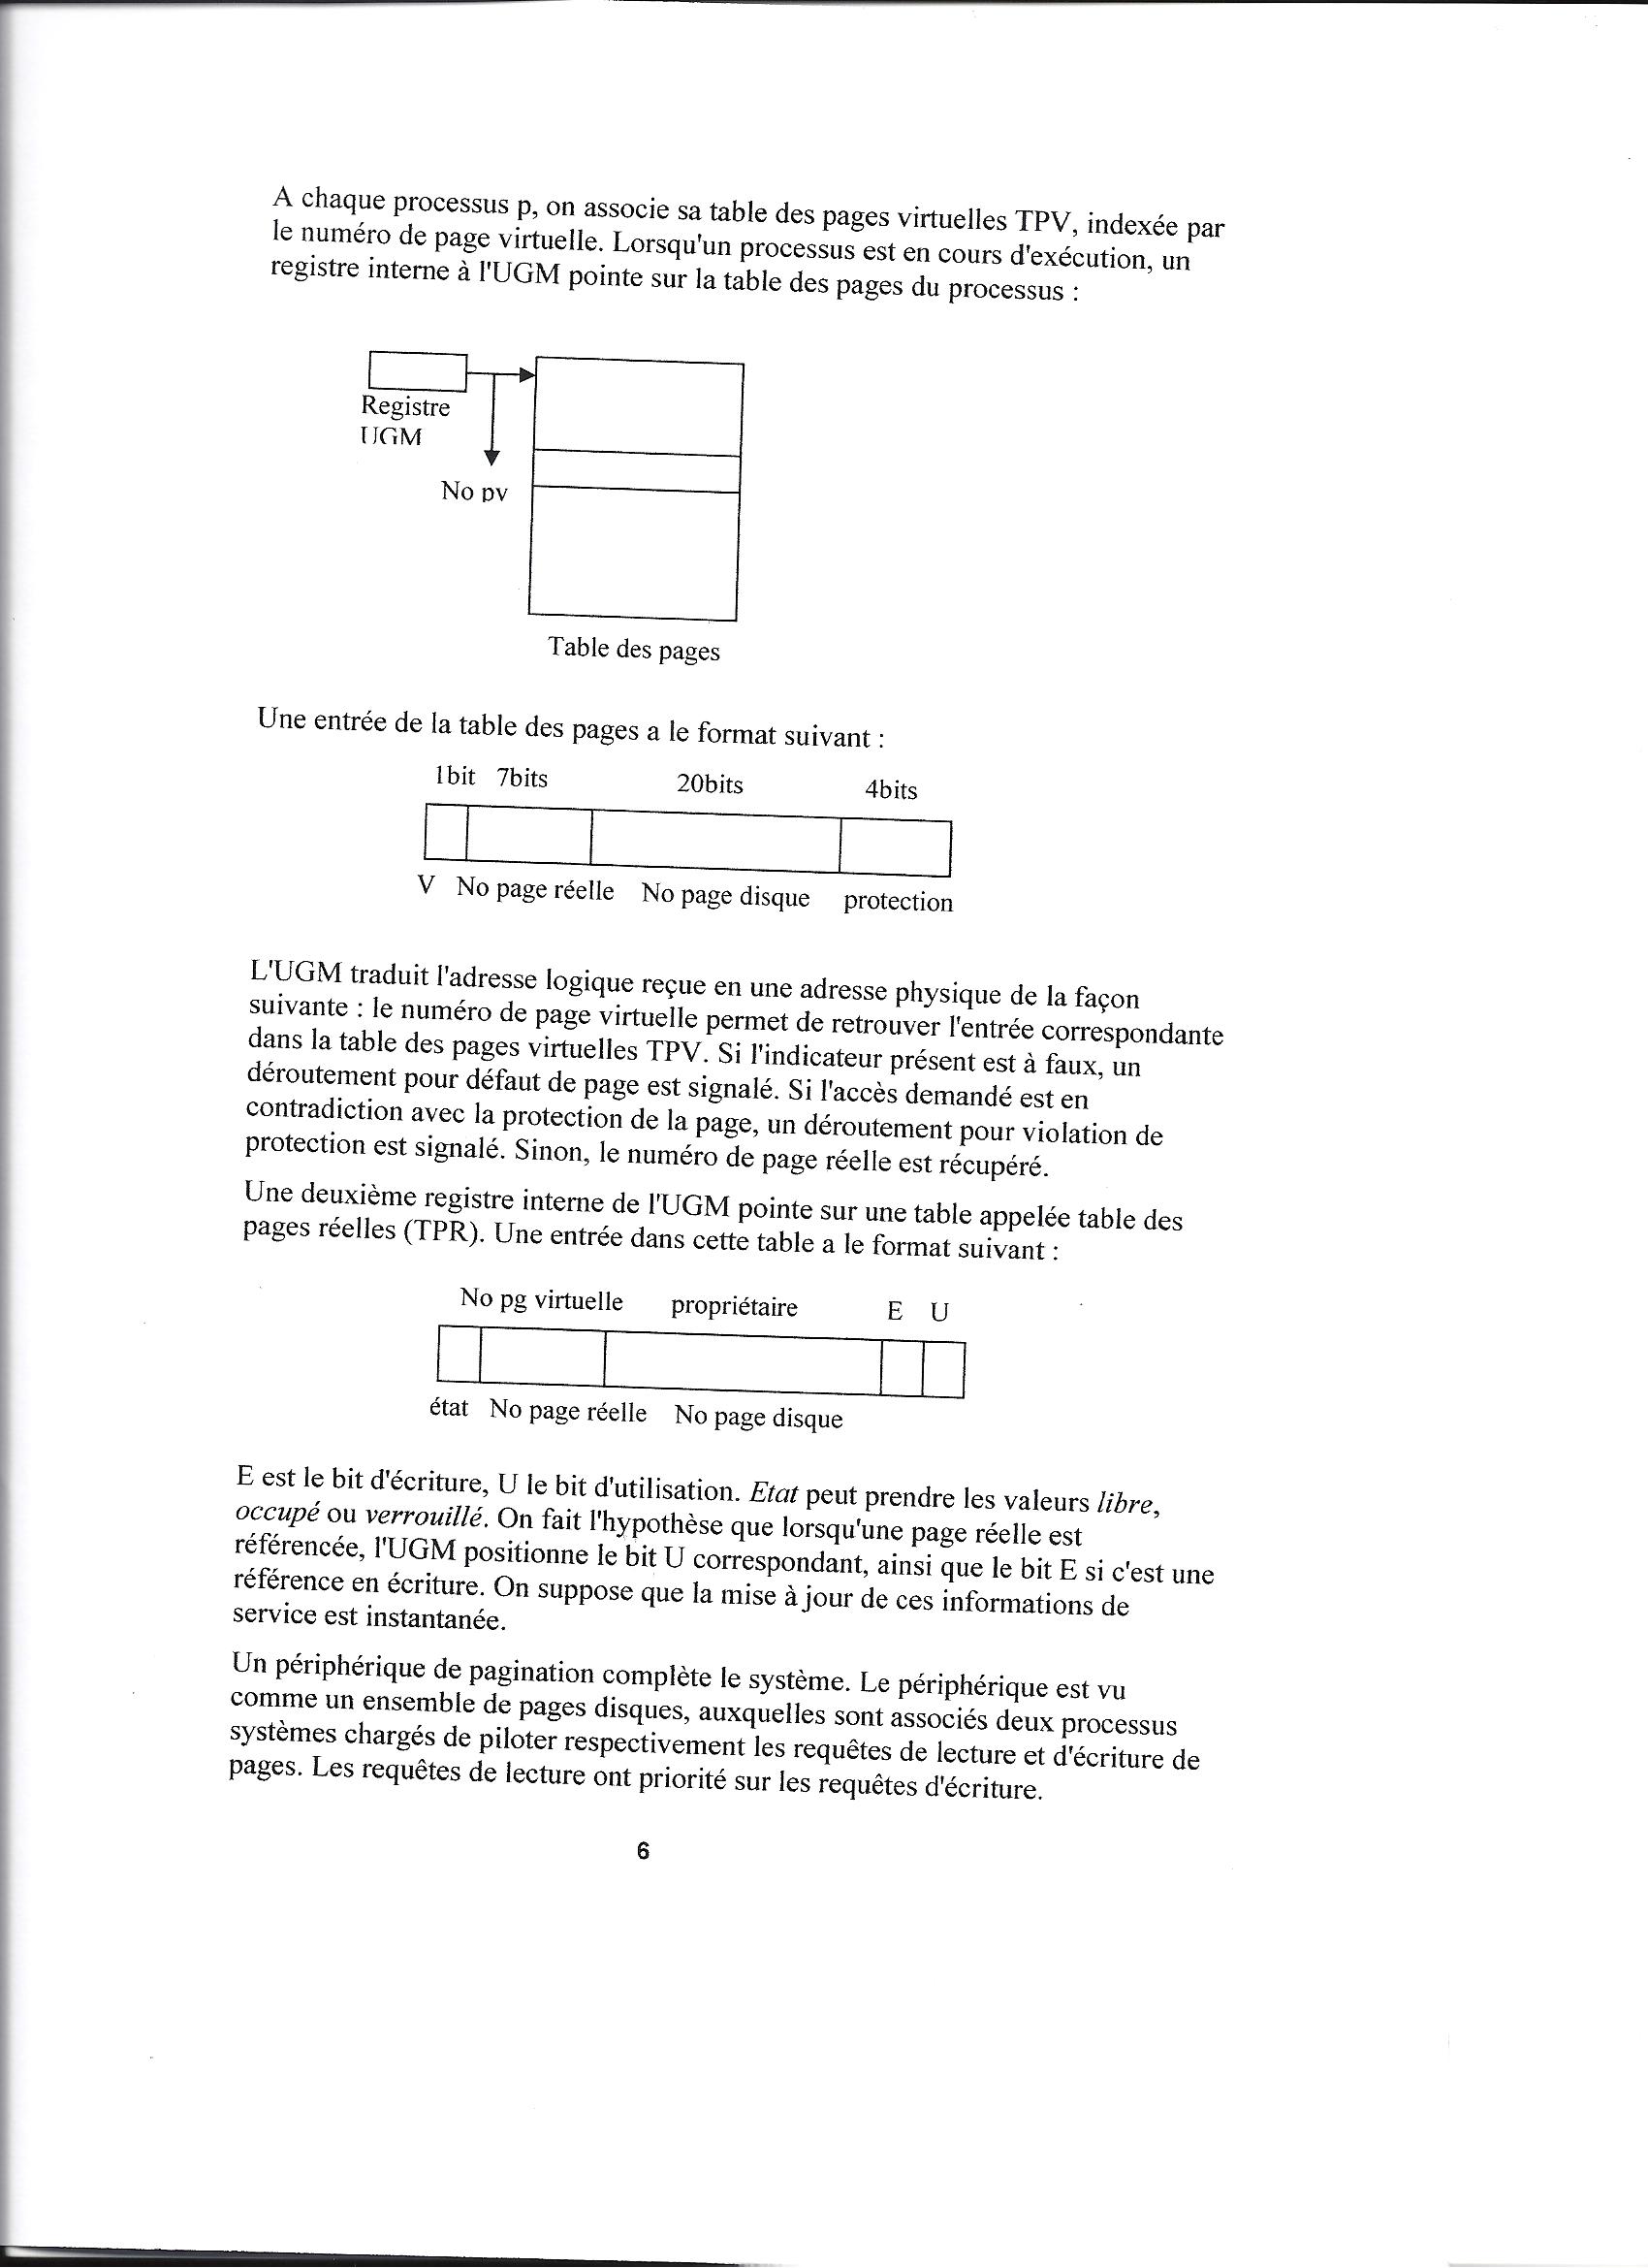 A chaque processus p, on associe sa table des pages virtuelles TPV, indexée par
le numéro de page virtuelle. Lorsqu'un processus est en cours d'exécution, un
registre interne à l'UGM pointe sur la table des pages du processus :
Registre
UGM
No pv
Table des pages
Une entrée de la table des pages a le format suivant :
1bit 7bits 20bits 4bits
V No page réelle No page disque protection
L'UGM traduit l'adresse logique reçue en une adresse physique de la façon
suivante : le numéro de page virtuelle permet de retrouver l'entrée correspondante
dans la table des pages virtuelles TPV. Si l'indicateur présent est à faux, un
déroutement pour défaut de page est signalé. Si l'accès demandé est en
contradiction avec la protection de la page, un déroutement pour violation de
protection est signalé. Sinon, le numéro de page réelle est récupéré.
Une deuxième registre interne de l'UGM pointe sur une table appelée table des
pages réelles (TPR). Une entrée dans cette table a le format suivant :
No pg virtuelle propriétaire E U
état No page réelle No page disque
E est le bit d'écriture, U le bit d'utilisation. Etat peut prendre les valeurs libre,
occupé ou verrouillé. On fait l'hypothèse que lorsqu'une page réelle est
référencée, l'UGM positionne le bit U correspondant, ainsi que le bit E si c'est une
référence en écriture. On suppose que la mise à jour de ces informations de
service est instantanée.
Un périphérique de pagination complète le système. Le périphérique est vu
comme un ensemble de pages disques, auxquelles sont associés deux processus
systèmes chargés de piloter respectivement les requêtes de lecture et d'écriture de
pages. Les requêtes de lecture ont priorité sur les requêtes d'écriture.
6